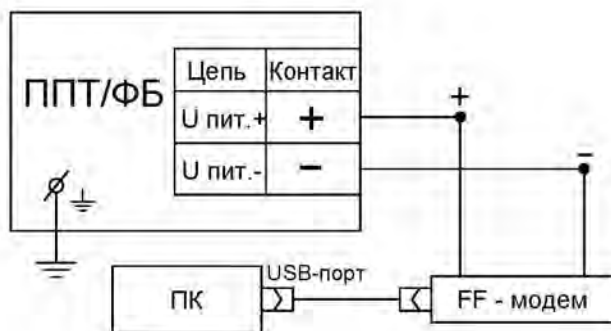 ППТ/ФБ
Цепь Контакт
U пит.+ +
U пит.- −
+
−
USB-порт
ПК
FF - модем